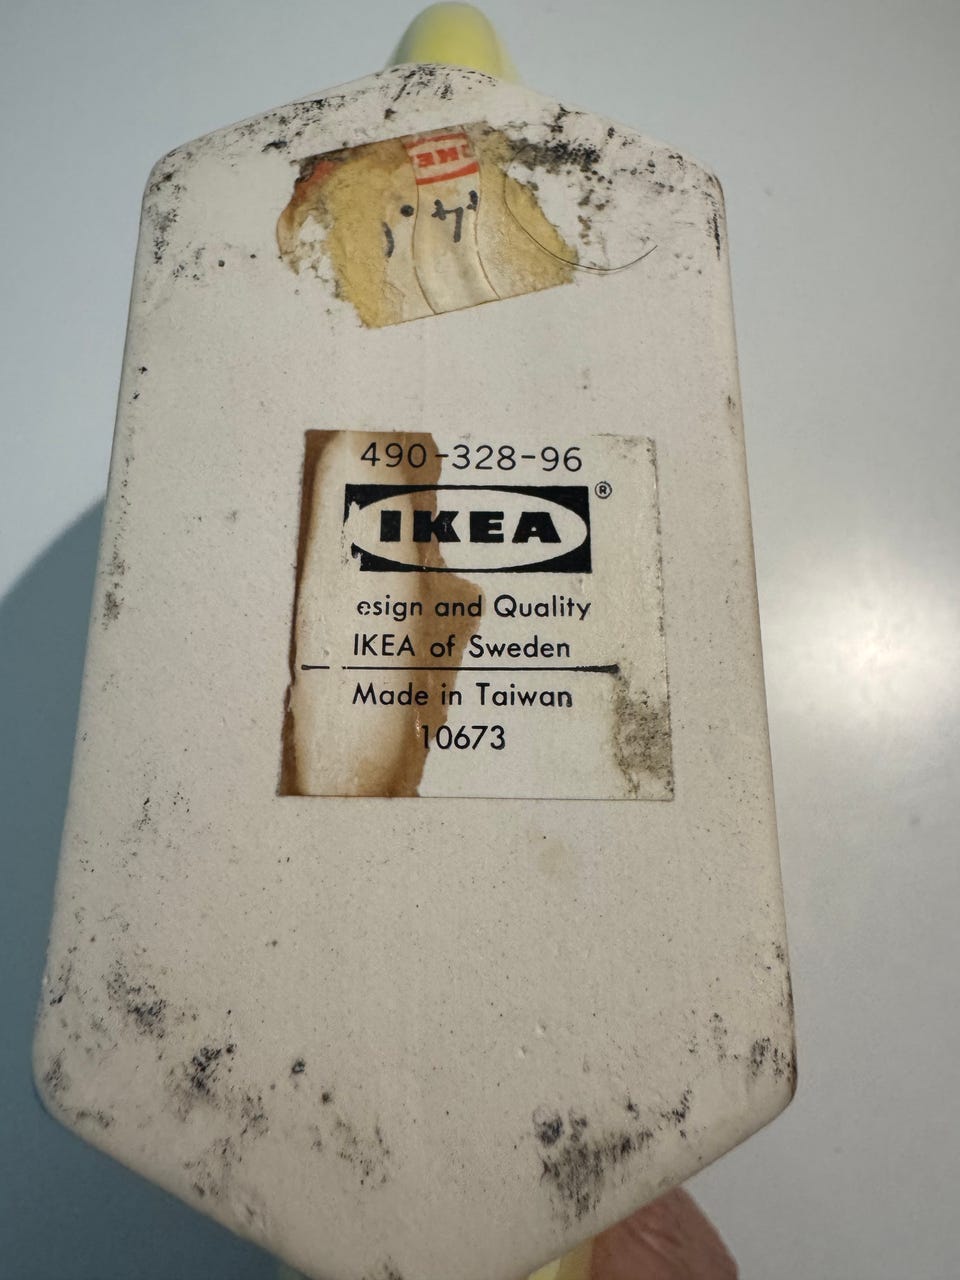 490-328-96
IKEA®
esign and Quality
IKEA of Sweden
Made in Taiwan
10673